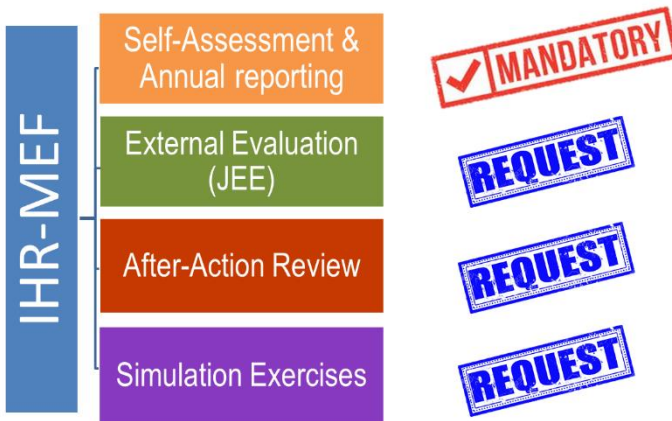 IHR-MEF
Self-Assessment &
Annual reporting
MANDATORY
External Evaluation
(JEE)
REQUEST
After-Action Review
REQUEST
Simulation Exercises
REQUEST